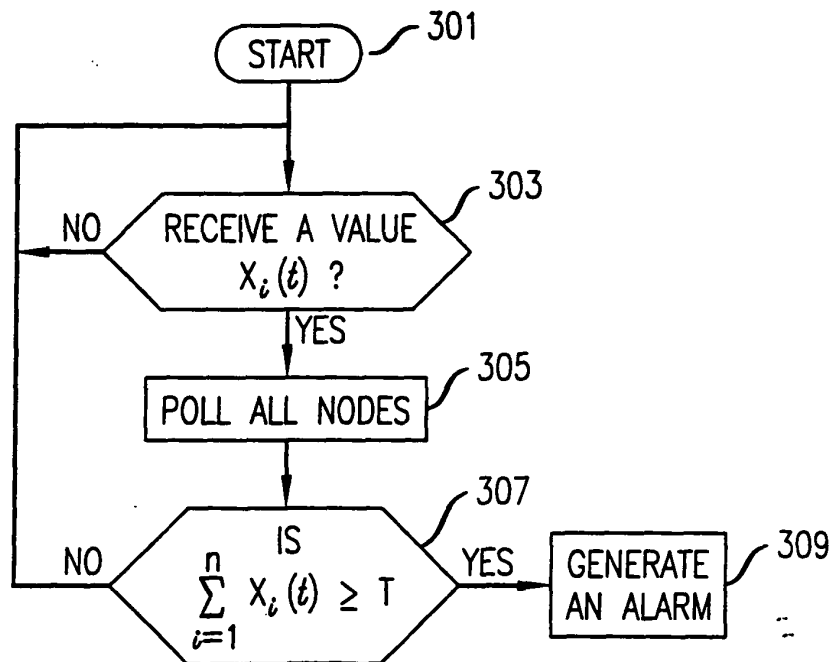 START
301
RECEIVE A VALUE
X_i(t) ?
303
NO
YES
POLL ALL NODES
305
IS
∑_{i=1}^{n} X_i(t) ≥ T
307
NO
YES
GENERATE
AN ALARM
309